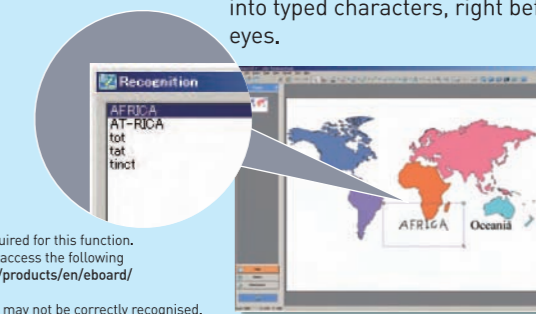 into typed characters, right bef
eyes.
Recognition
AFRICA
AT-RICA
tot
tat
tinct
AFRICA
Oceania
uired for this function.
access the following
/products/en/eboard/
may not be correctly recognised.